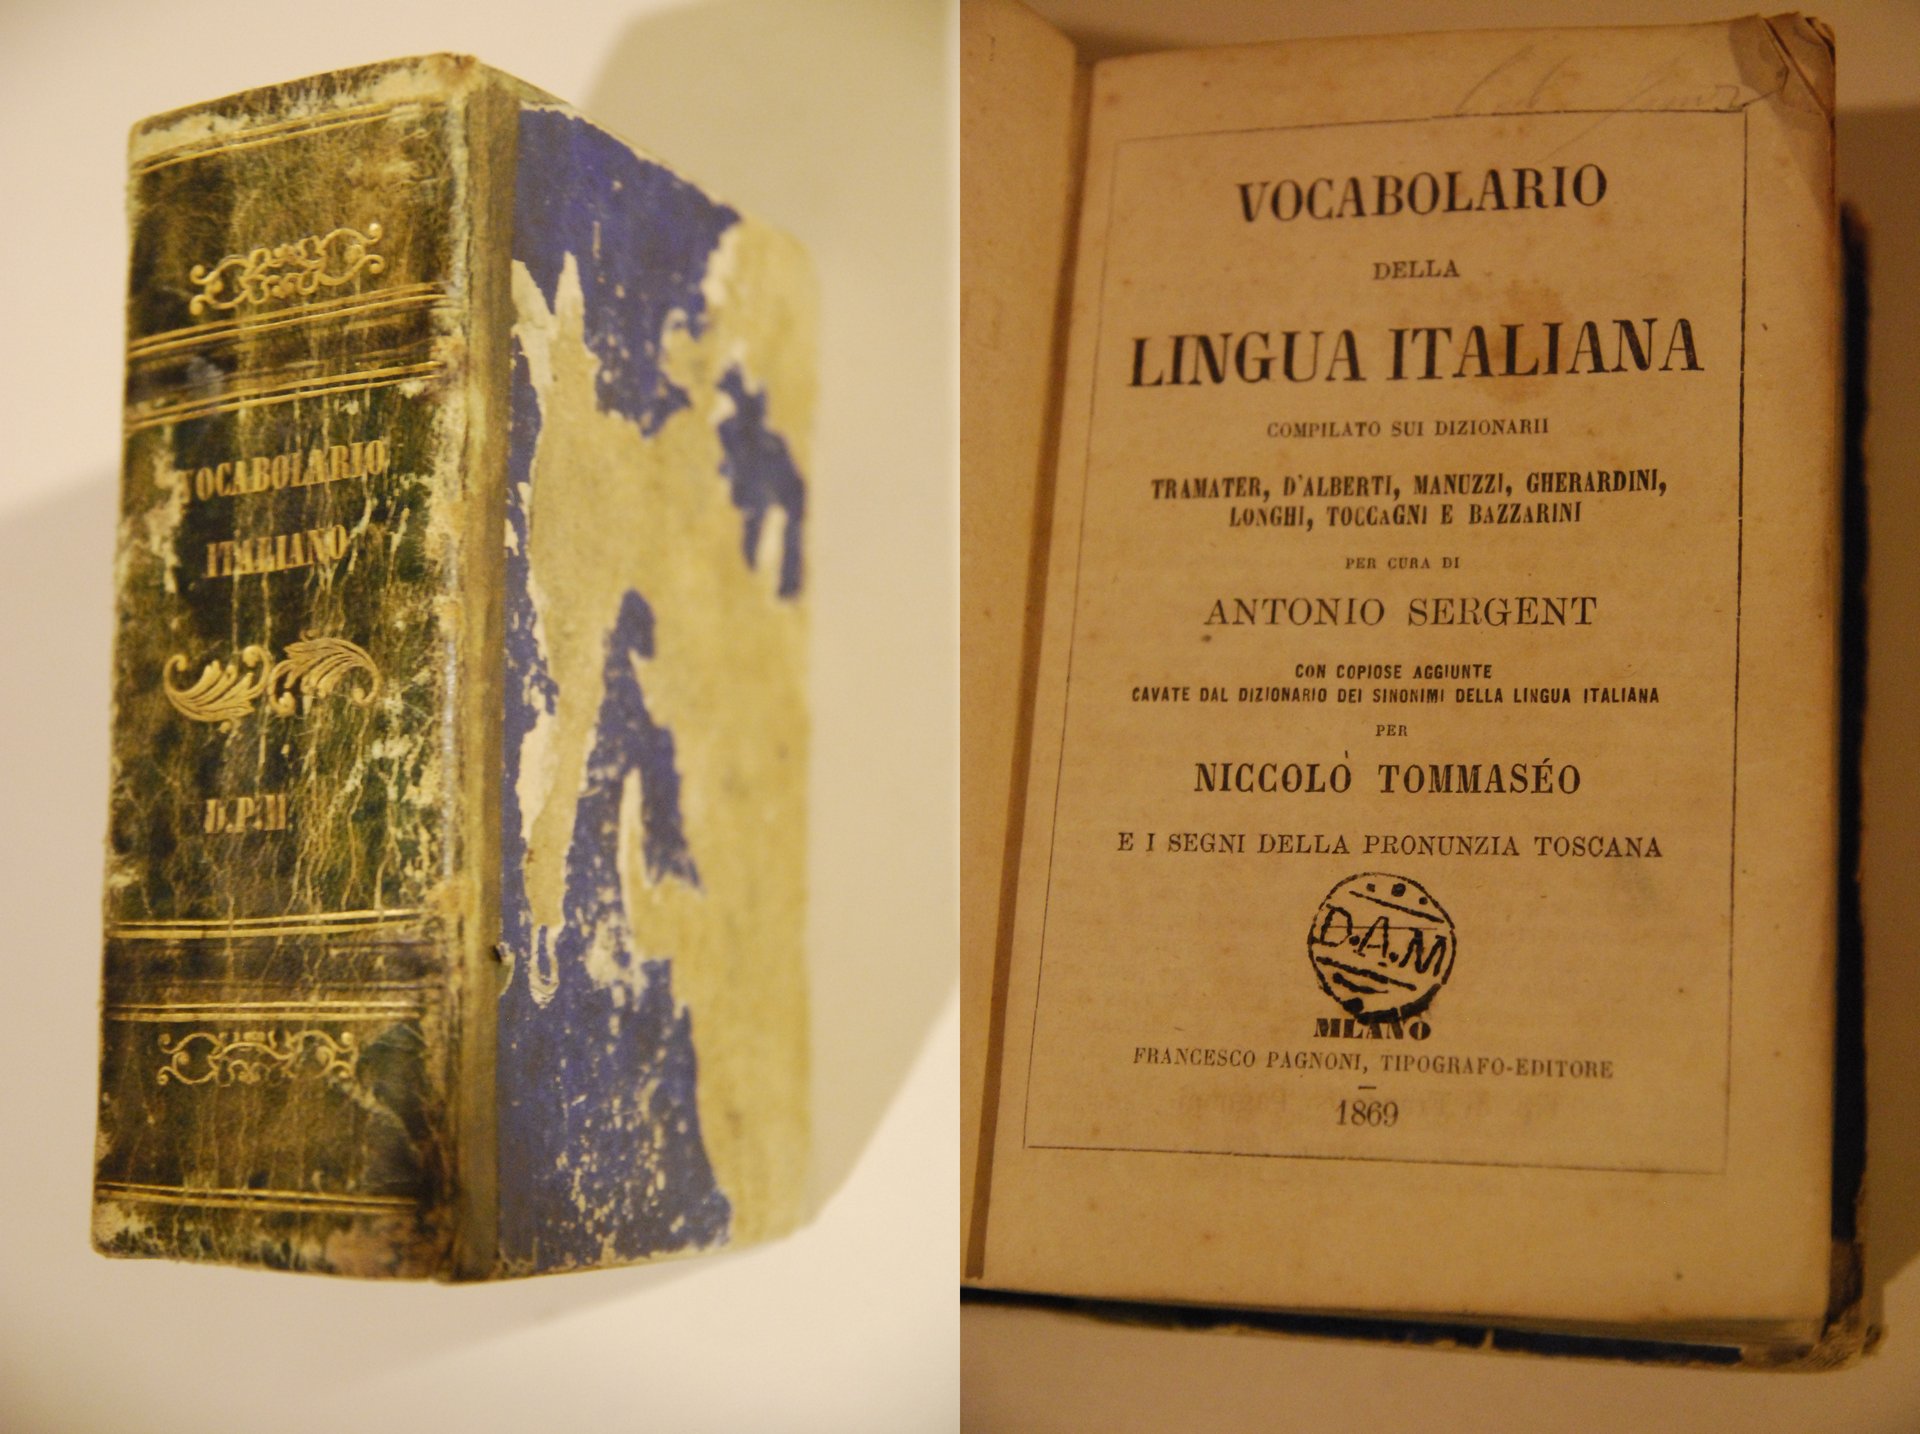 VOCABOLARIO
ITALIANO
D.P.M.
VOCABOLARIO
DELLA
LINGUA ITALIANA
COMPILATO SUI DIZIONARII
TRAMATER, D'ALBERTI, MANUZZI, GHERARDINI,
LONGHI, TOCCAGNI E BAZZARINI
PER CURA DI
ANTONIO SERGENT
CON COPIOSE AGGIUNTE
CAVATE DAL DIZIONARIO DEI SINONIMI DELLA LINGUA ITALIANA
PER
NICCOLÒ TOMMASÉO
E I SEGNI DELLA PRONUNZIA TOSCANA
D.A.M
MILANO
FRANCESCO PAGNONI, TIPOGRAFO-EDITORE
1869